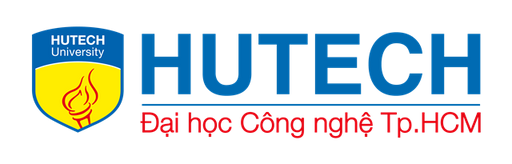 HUTECH
University
HUTECH
Đại học Công nghệ Tp.HCM